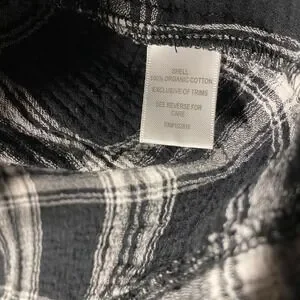 SHELL:
100% ORGANIC COTTON
EXCLUSIVE OF TRIMS
SEE REVERSE FOR
CARE